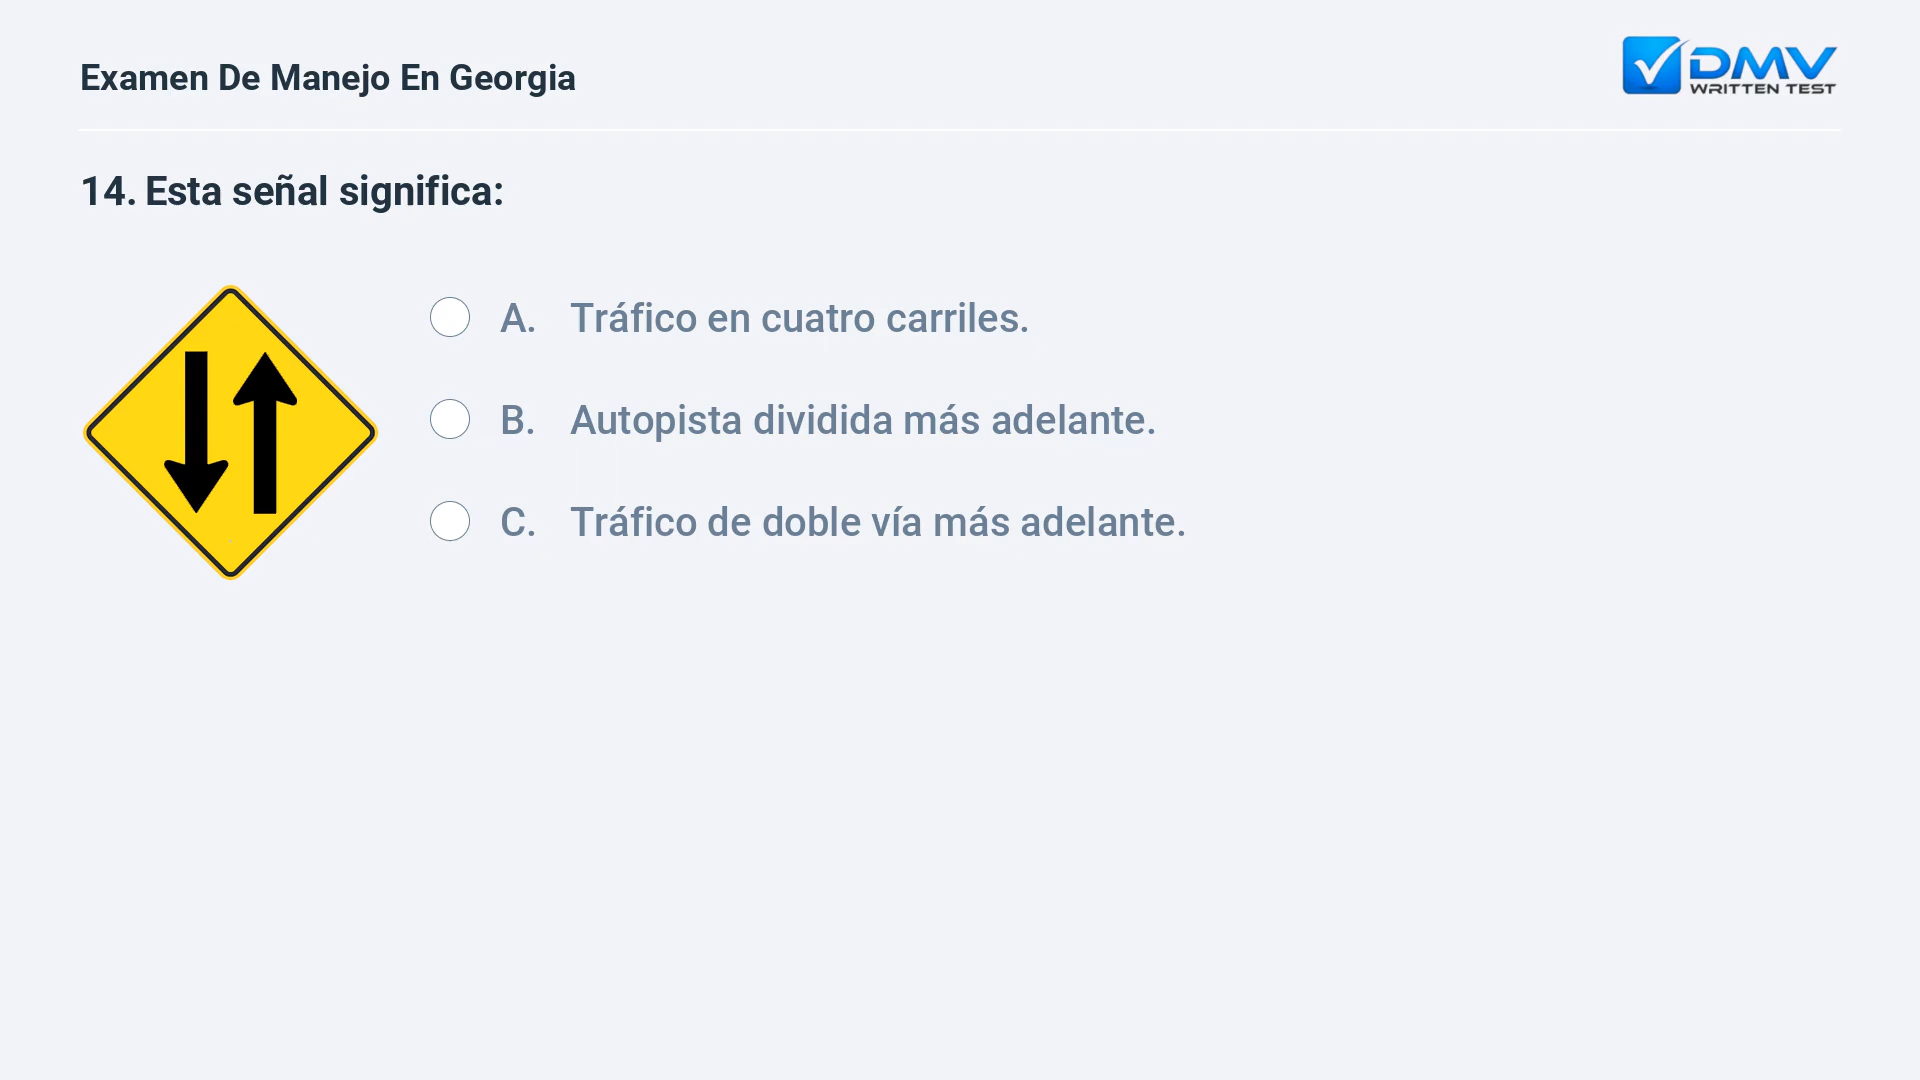 Examen De Manejo En Georgia
DMV
WRITTEN TEST
14. Esta señal significa:
A. Tráfico en cuatro carriles.
B. Autopista dividida más adelante.
C. Tráfico de doble vía más adelante.